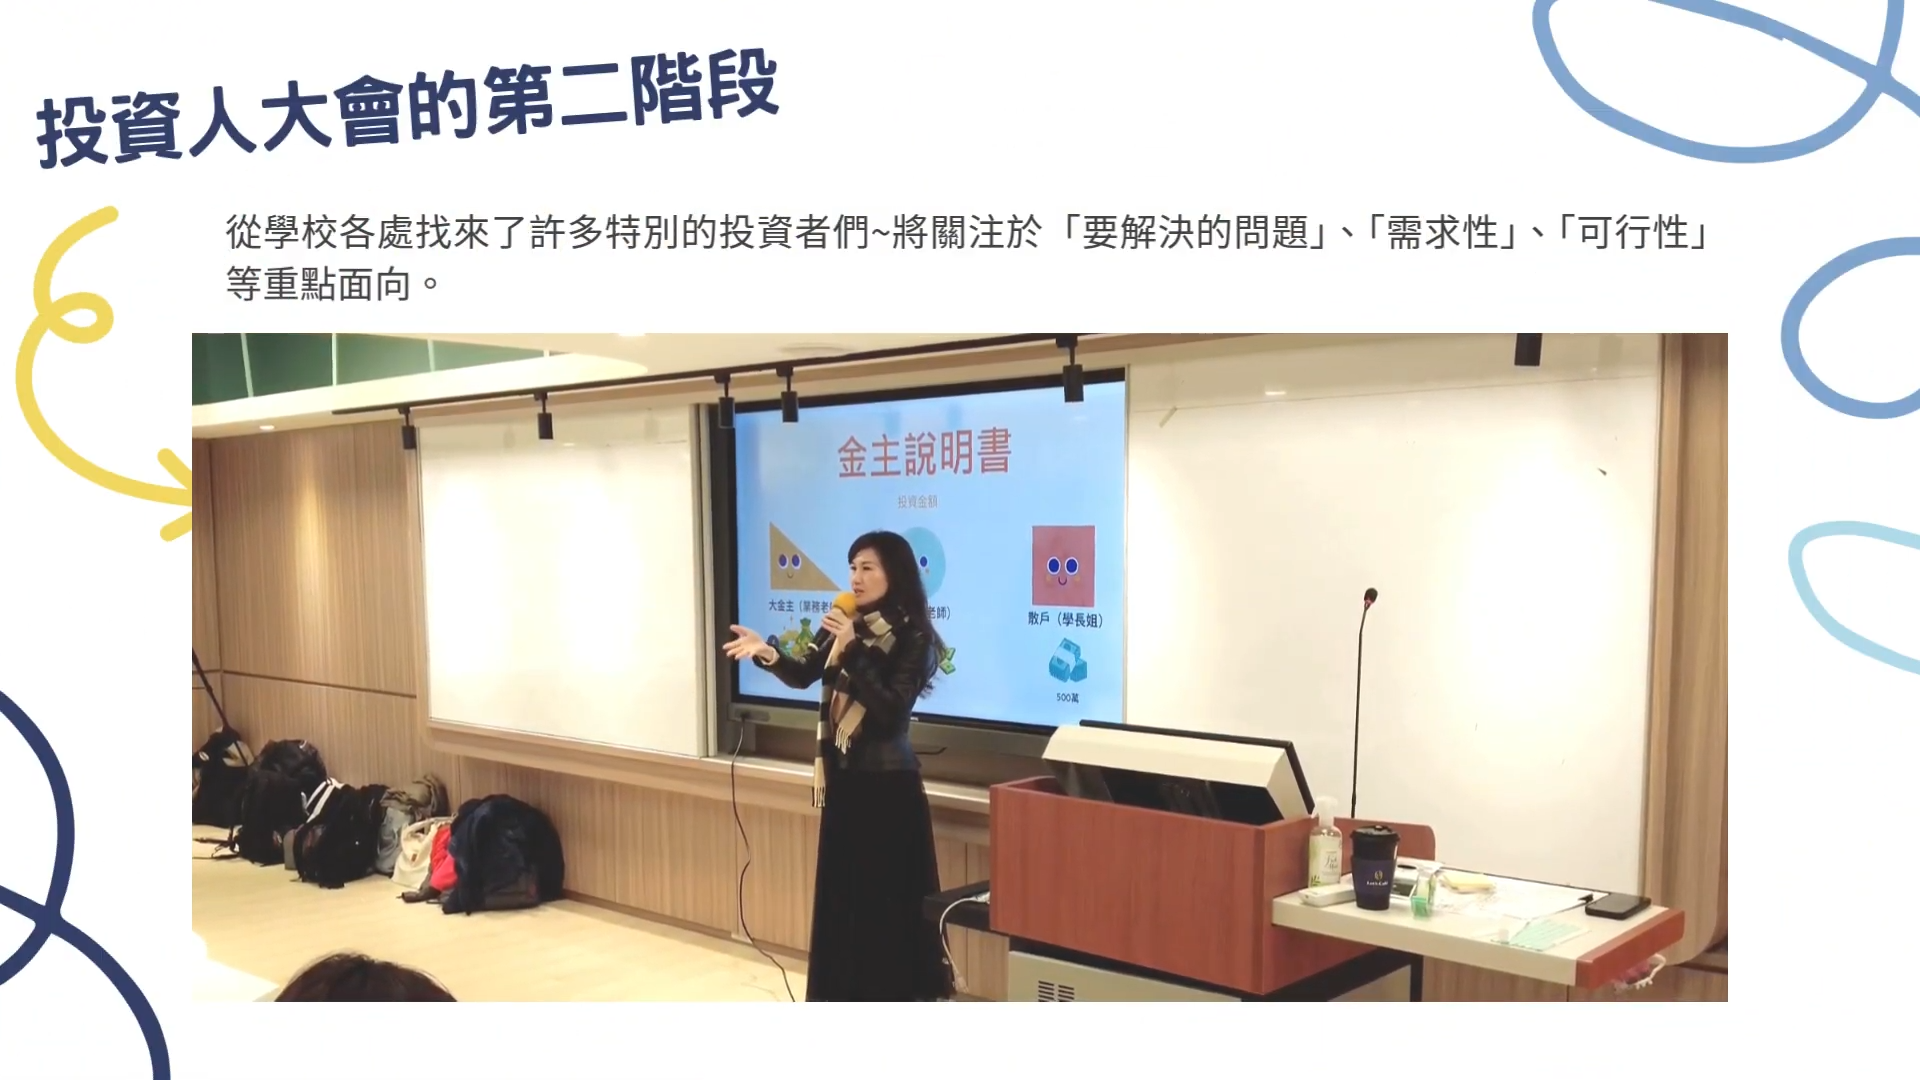 投資人大會的第二階段
從學校各處找來了許多特別的投資者們~將關注於「要解決的問題」、「需求性」、「可行性」
等重點面向。
金主說明書
投資金額
大金主（業務老
老師）
散戶（學長姐）
500萬